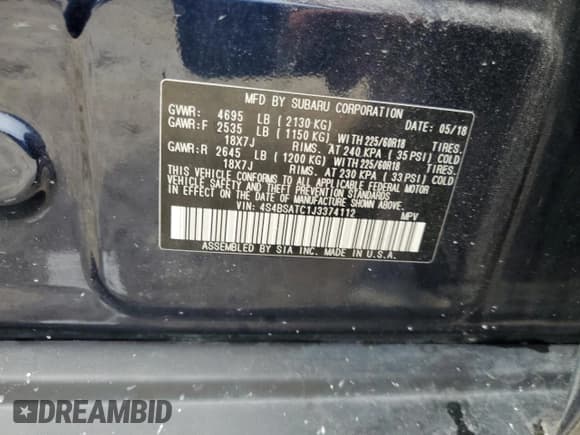 MFD BY SUBARU CORPORATION
GVWR: 4695 LB ( 2130 KG) DATE: 05/18
GAWR:F 2535 LB ( 1150 KG) WITH 225/60R18 TIRES.
18X7J RIMS. AT 240 KPA ( 35 PSI) COLD
GAWR:R 2645 LB ( 1200 KG) WITH 225/60R18 TIRES.
18X7J RIMS. AT 230 KPA ( 33 PSI) COLD
THIS VEHICLE CONFORMS TO ALL APPLICABLE FEDERAL MOTOR
VEHICLE SAFETY AND THEFT PREVENTION STANDARDS
IN EFFECT ON THE DATE OF MANUFACTURE SHOWN ABOVE.
VIN: 4S4BSATC1J3374112 MPV
ASSEMBLED BY SIA INC. MADE IN U.S.A.
DREAMBID